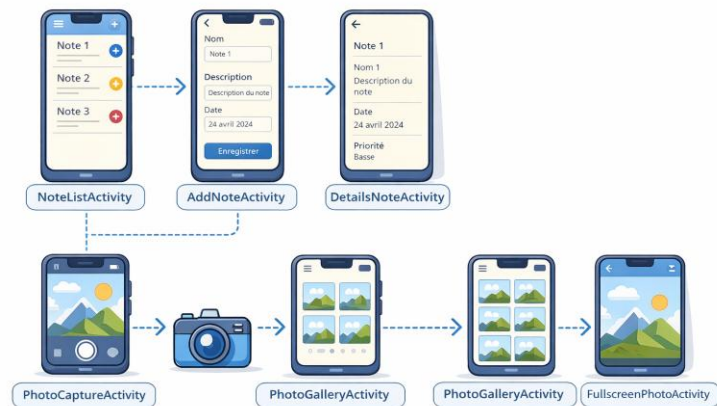 Note 1
Note 2
Note 3
NoteListActivity
Nom
Note 1
Description
Description du note
Date
24 avril 2024
Enregistrer
AddNoteActivity
Note 1
Nom 1
Description du
note
Date
24 avril 2024
Priorité
Basse
DetailsNoteActivity
PhotoCaptureActivity
PhotoGalleryActivity
PhotoGalleryActivity
FullscreenPhotoActivity